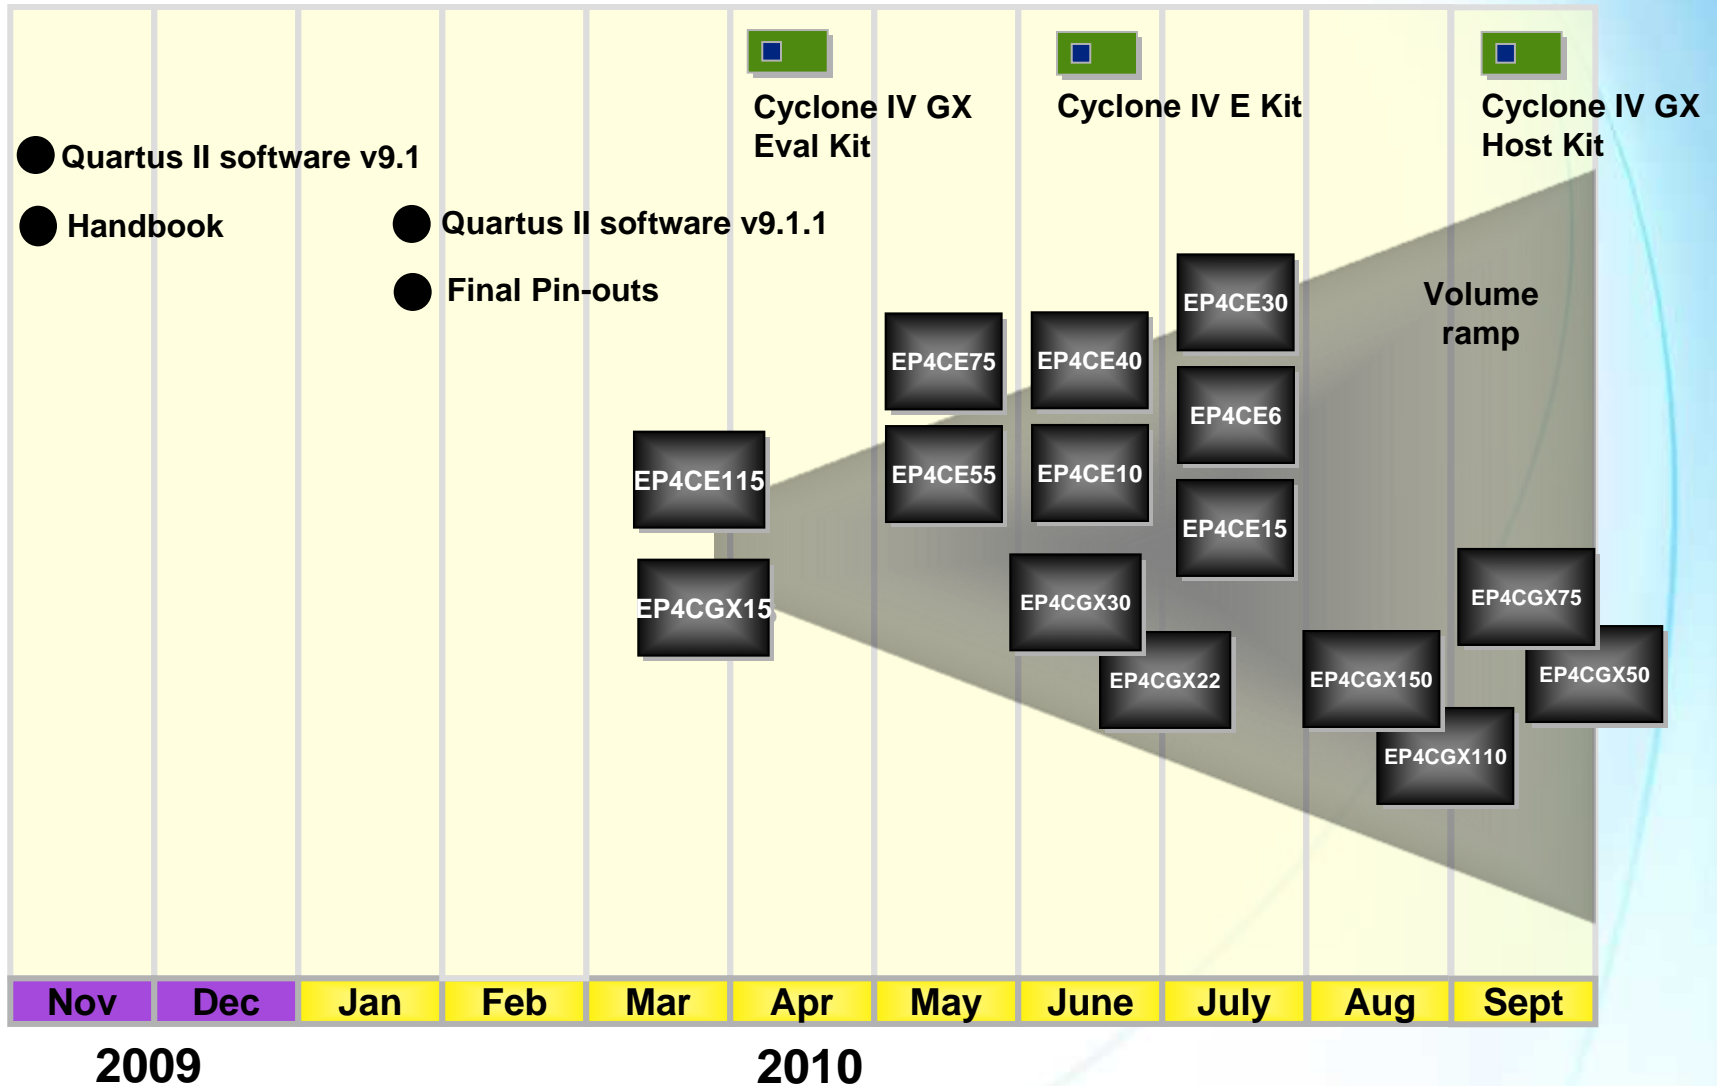 Cyclone IV GX
Eval Kit
Cyclone IV E Kit
Cyclone IV GX
Host Kit
Quartus II software v9.1
Handbook
Quartus II software v9.1.1
Final Pin-outs
Volume
ramp
EP4CE30
EP4CE75
EP4CE40
EP4CE6
EP4CE115
EP4CE55
EP4CE10
EP4CE15
EP4CGX15
EP4CGX30
EP4CGX75
EP4CGX22
EP4CGX150
EP4CGX50
EP4CGX110
Nov
Dec
Jan
Feb
Mar
Apr
May
June
July
Aug
Sept
2009
2010